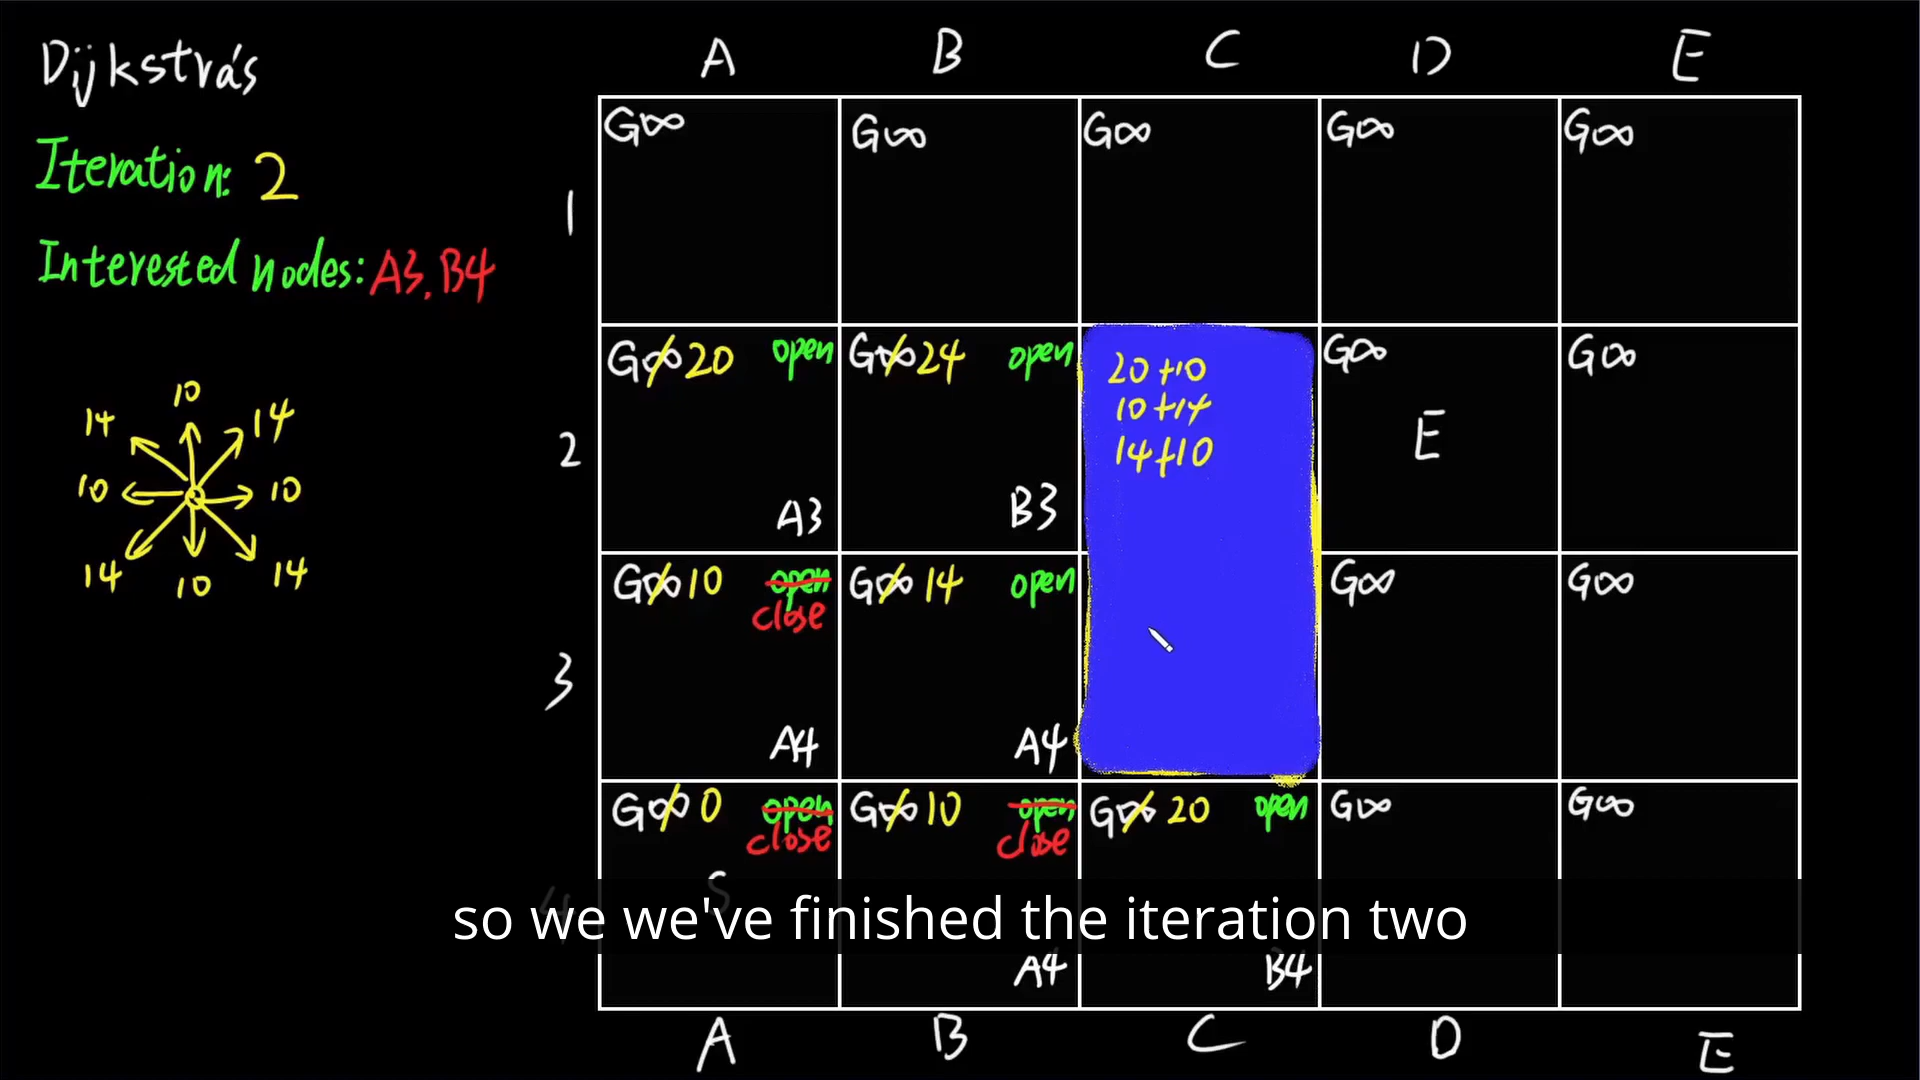 Dijkstra's
Iteration: 2
Interested nodes: A3, B4
10
14 14
10 10
14 10 14
A B C D E
1
G∞ G∞ G∞ G∞ G∞
2
G∞ 20 open
A3
G∞ 24 open
B3
20+10
10+14
14+10
G∞
E
G∞
3
G∞ 10 open
close
A4
G∞ 14 open
A4
G∞
G∞
G∞ 0 open
close
S
G∞ 10 open
close
A4
G∞ 20 open
B4
G∞
G∞
so we we've finished the iteration two
A B C D E